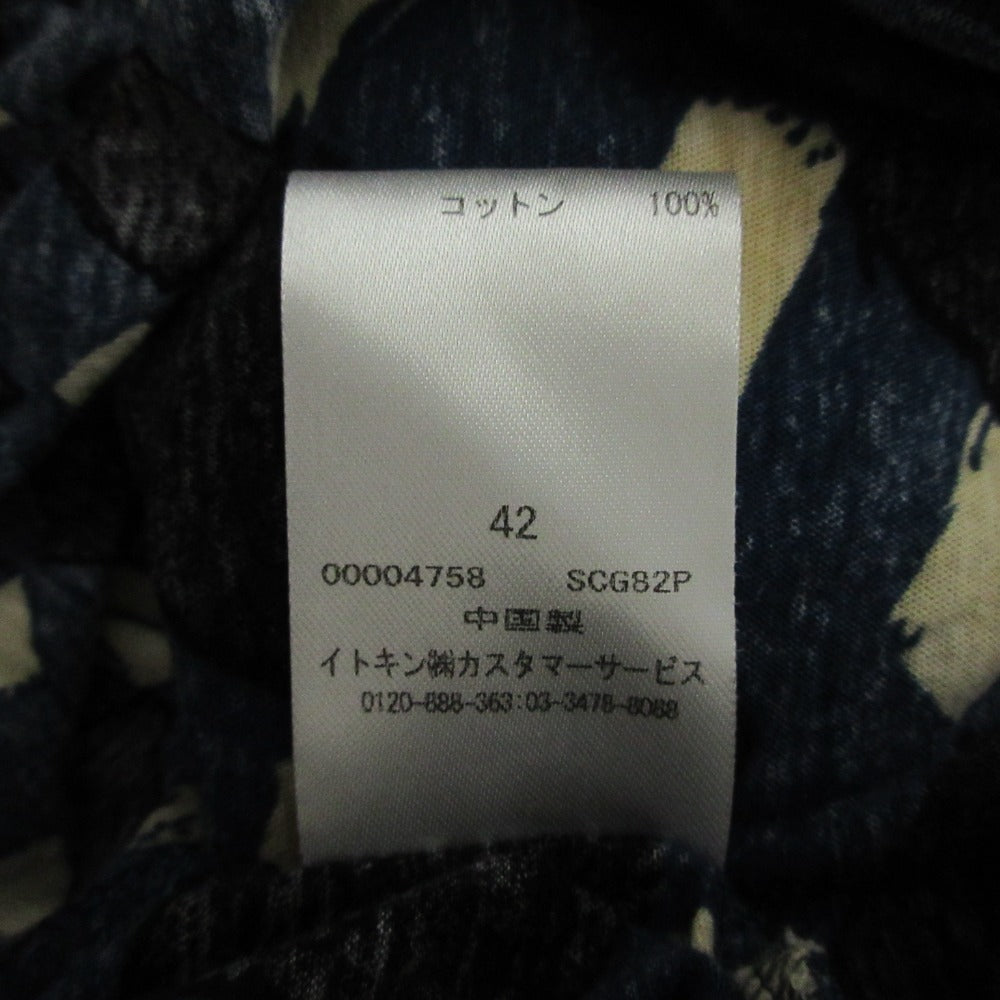 コットン 100%
42
00004758 SCG82P
中国製
イトキン㈱カスタマーサービス
0120-888-363:03-3478-8088